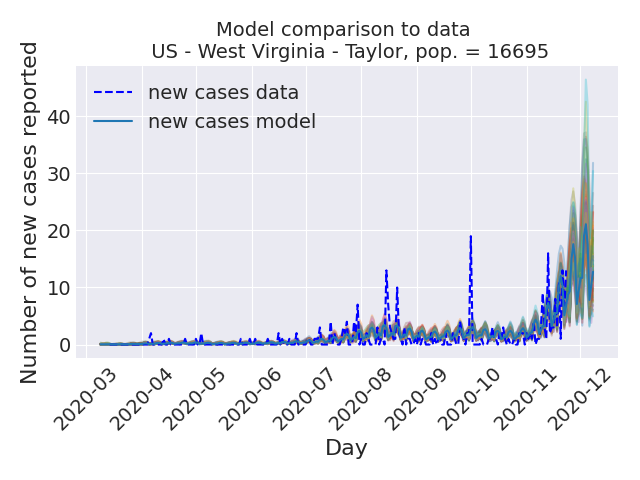 Model comparison to data
US - West Virginia - Taylor, pop. = 16695
Number of new cases reported
new cases data
new cases model
40
30
20
10
0
2020-03
2020-04
2020-05
2020-06
2020-07
2020-08
2020-09
2020-10
2020-11
2020-12
Day